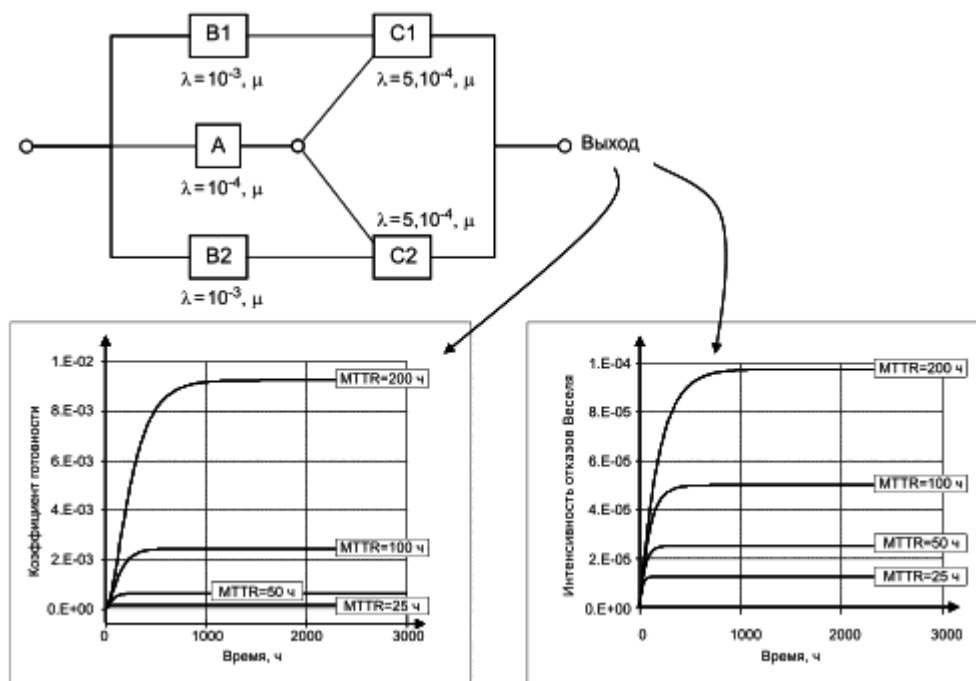 B1
C1
λ=10⁻³, μ
λ=5,10⁻⁴, μ
A
Выход
λ=10⁻⁴, μ
λ=5,10⁻⁴, μ
B2
C2
λ=10⁻³, μ
Коэффициент готовности
1.E-02
8.E-03
6.E-03
4.E-03
2.E-03
0.E+00
MTTR=200 ч
MTTR=100 ч
MTTR=50 ч
MTTR=25 ч
0 1000 2000 3000
Время, ч
Интенсивность отказов Веселя
1.E-04
8.E-05
6.E-05
4.E-05
2.E-05
0.E+00
MTTR=200 ч
MTTR=100 ч
MTTR=50 ч
MTTR=25 ч
0 1000 2000 3000
Время, ч